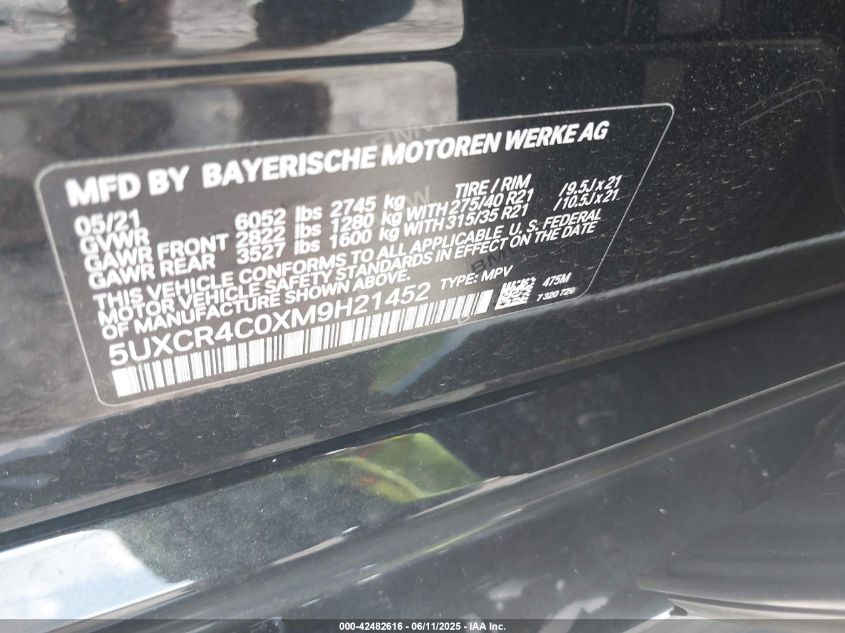 MFD BY BAYERISCHE MOTOREN WERKE AG
05/21 TIRE / RIM
GVWR 6052 lbs 2745 kg
GAWR FRONT 2822 lbs 1280 kg WITH 275/40 R21 /9.5J x 21
GAWR REAR 3527 lbs 1600 kg WITH 315/35 R21 /10.5J x 21
THIS VEHICLE CONFORMS TO ALL APPLICABLE U. S. FEDERAL
MOTOR VEHICLE SAFETY STANDARDS IN EFFECT ON THE DATE
OF MANUFACTURE SHOWN ABOVE.
5UXCR4C0XM9H21452 TYPE: MPV 475M
7 320 729
000-42482616 - 06/11/2025 - IAA Inc.